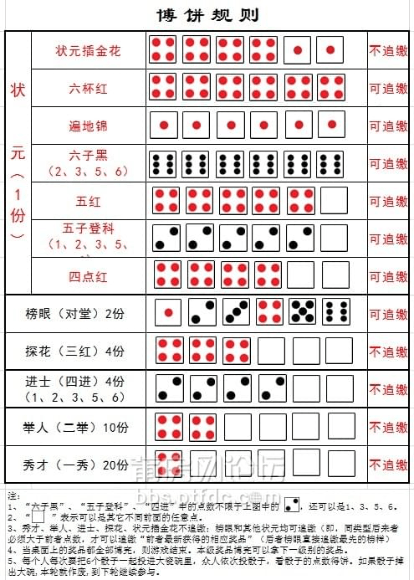 博饼规则
状元（1份）
状元插金花
不追缴
六杯红
可追缴
遍地锦
可追缴
六子黑
（2、3、5、6）
可追缴
五红
可追缴
五子登科
（1、2、3、5、
可追缴
四点红
可追缴
榜眼（对堂）2份
可追缴
探花（三红）4份
不追缴
进士（四进）4份
（1、2、3、5、6）
不追缴
举人（二举）10份
不追缴
秀才（一秀）20份
不追缴
bbs.ptfdc.com
注：
1、“六子黑”、“五子登科”、“四进”中的点数不限于上图中的 ，还可以是1、3、5、6。
2、“ ”表示可以是其它不同前面的任意点。
3、秀才、举人、进士、探花、状元插金花不追缴；榜眼和其他状元均可追缴（即，同类型后来者
必须大于前者点数，才可以追缴“前者最新获得的相应奖品”（后者榜眼直接追缴最先的榜样）
4、当桌面上的奖品全部博完，则游戏结束。本级奖品博完可以拿下一级别的奖品。
5、每个人每次要把6个骰子一起投进大瓷碗里，众人依次投骰子，看骰子的点数得饼。如果骰子掉
出大碗，本轮就作废，到下轮继续参与。